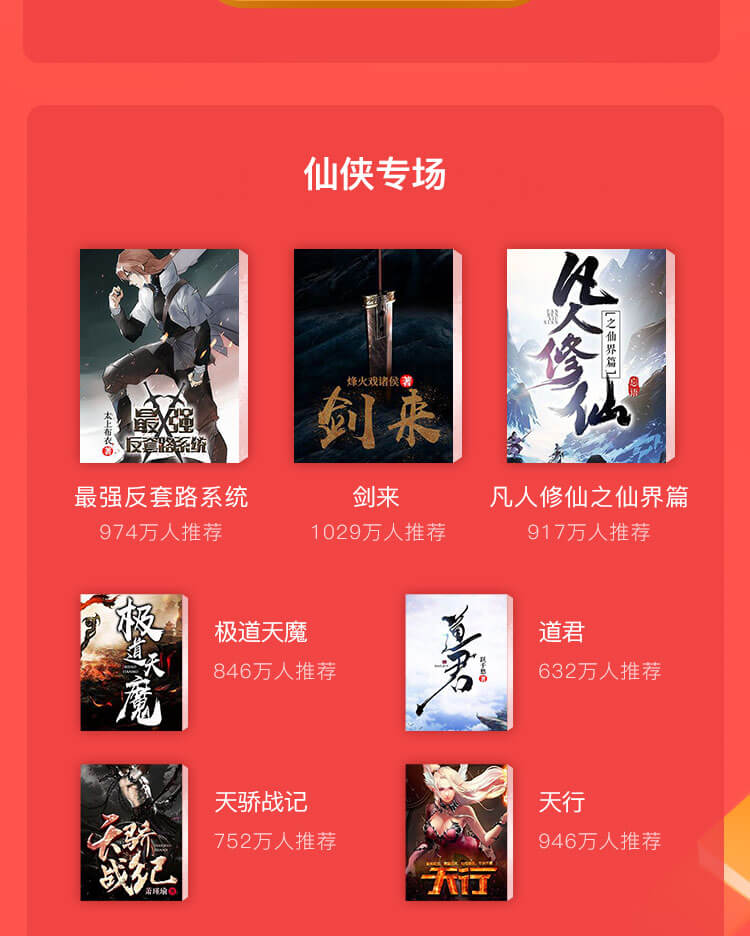 仙侠专场
太上布衣 著
最强
反套路系统
烽火戏诸侯 著
剑来
凡人修仙
之仙界篇
忘语
最强反套路系统
974万人推荐
剑来
1029万人推荐
凡人修仙之仙界篇
917万人推荐
极道天魔
极道天魔
846万人推荐
道君
跃千愁 著
道君
632万人推荐
天骄战纪
萧瑾瑜
天骄战记
752万人推荐
天行
天行
946万人推荐